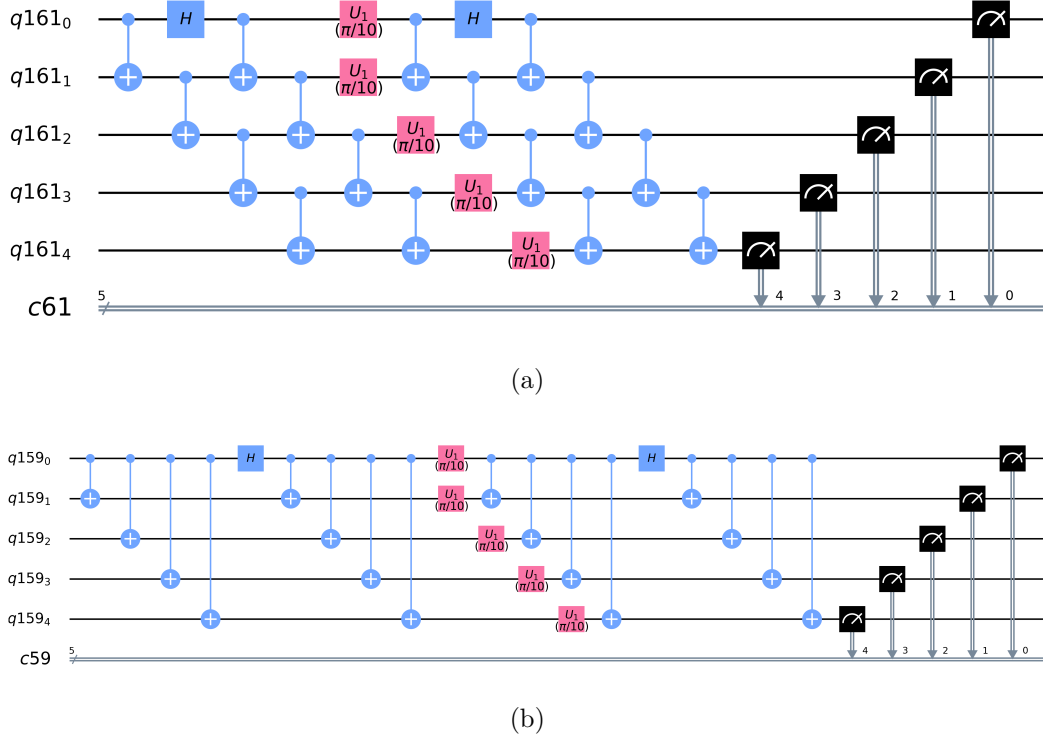 q161₀ H U₁ (π/10) H
q161₁ U₁ (π/10)
q161₂ U₁ (π/10)
q161₃ U₁ (π/10)
q161₄ U₁ (π/10)
c61 5 4 3 2 1 0
(a)
q159₀ H U₁ (π/10) H
q159₁ U₁ (π/10)
q159₂ U₁ (π/10)
q159₃ U₁ (π/10)
q159₄ U₁ (π/10)
c59 5 4 3 2 1 0
(b)